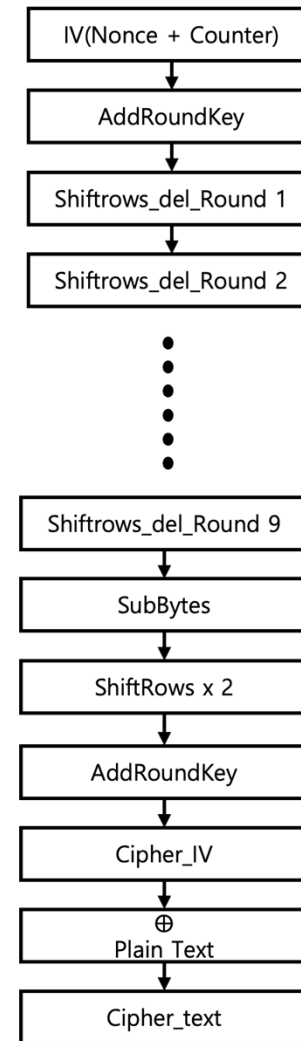 IV(Nonce + Counter)
AddRoundKey
Shiftrows_del_Round 1
Shiftrows_del_Round 2
Shiftrows_del_Round 9
SubBytes
ShiftRows x 2
AddRoundKey
Cipher_IV
⊕
Plain Text
Cipher_text